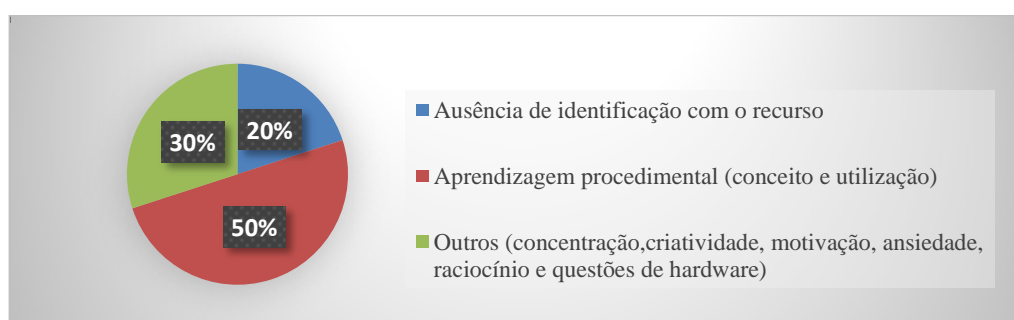 20%
30%
50%
Ausência de identificação com o recurso
Aprendizagem procedimental (conceito e utilização)
Outros (concentração,criatividade, motivação, ansiedade,
raciocínio e questões de hardware)